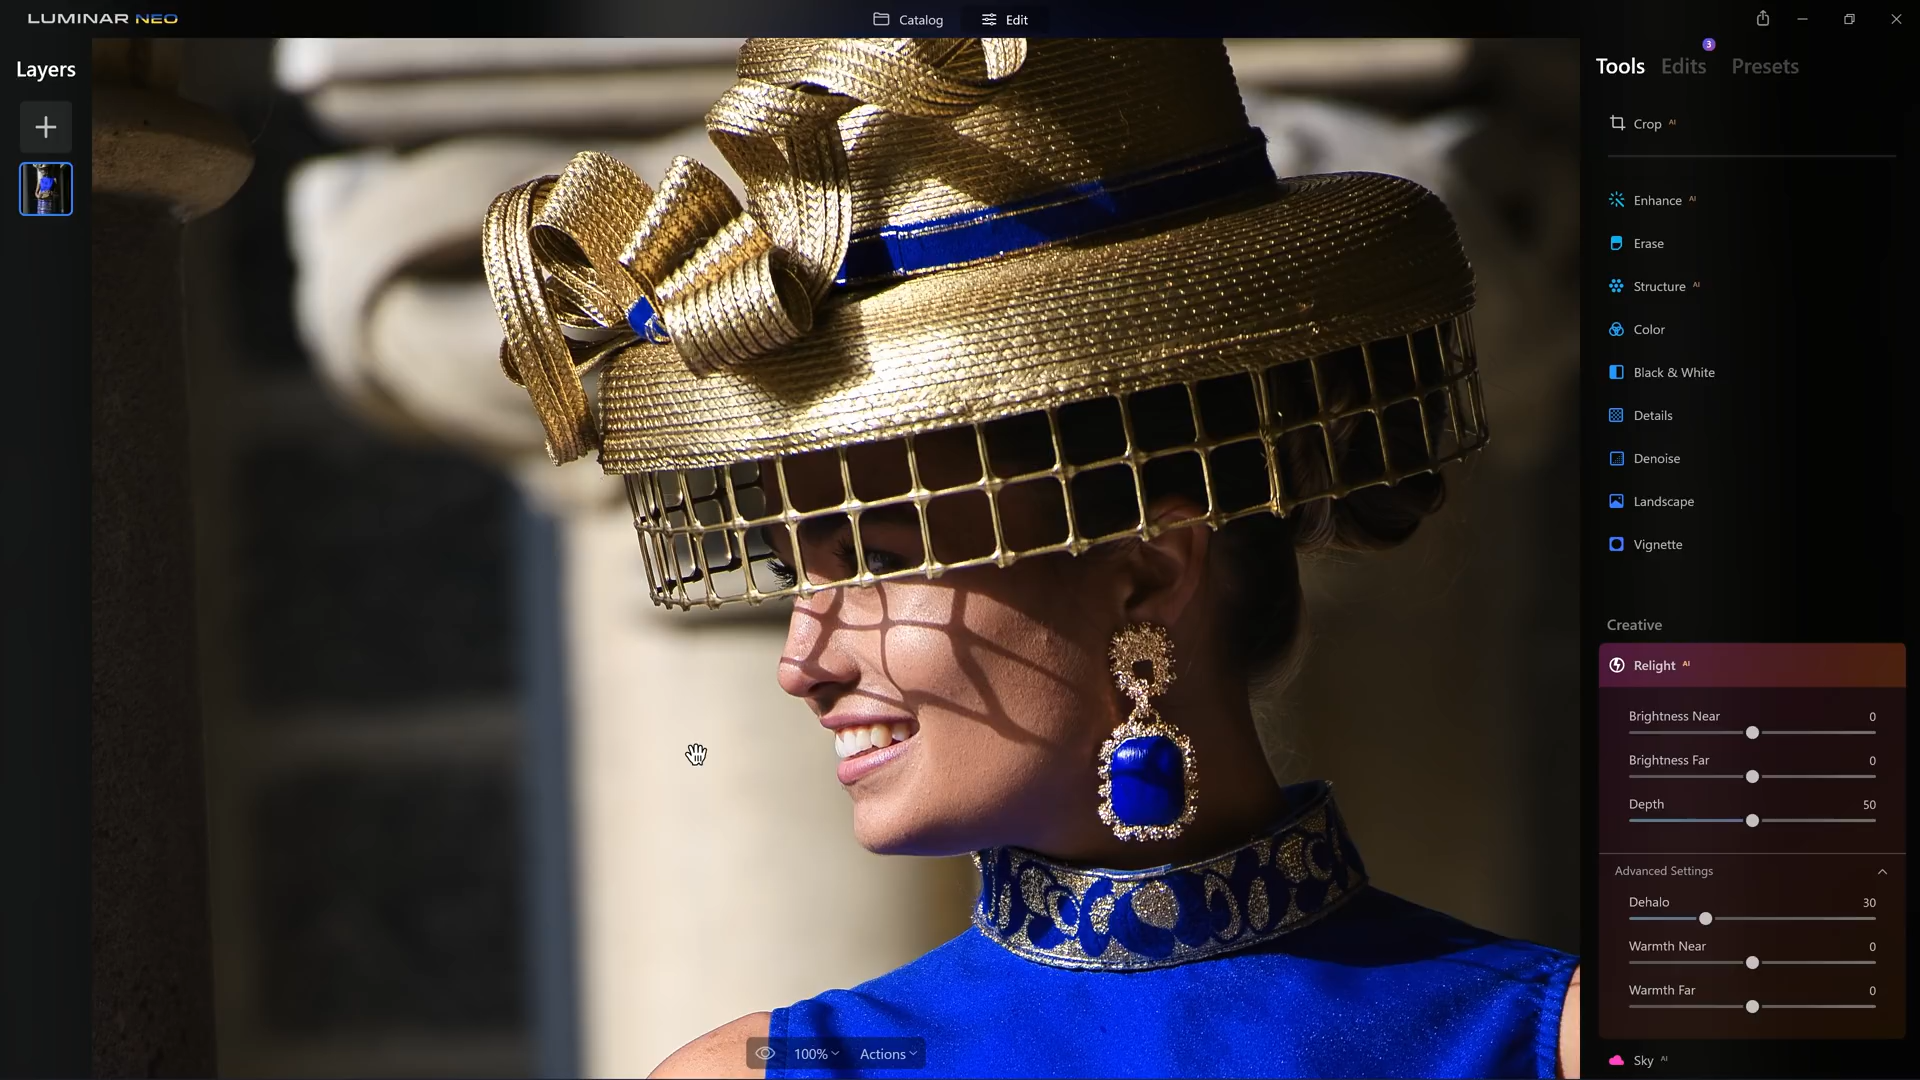 LUMINAR NEO
Catalog
Edit
Layers
3
Tools
Edits
Presets
Crop AI
Enhance AI
Erase
Structure AI
Color
Black & White
Details
Denoise
Landscape
Vignette
Creative
Relight AI
Brightness Near 0
Brightness Far 0
Depth 50
Advanced Settings
Dehalo 30
Warmth Near 0
Warmth Far 0
Sky AI
100%
Actions